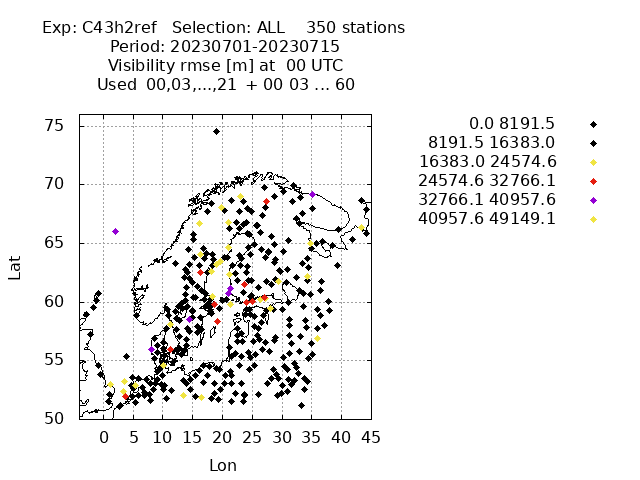 Exp: C43h2ref   Selection: ALL    350 stations
Period: 20230701-20230715
Visibility rmse [m] at  00 UTC
Used  00,03,...,21  + 00 03 ... 60
75
70
65
60
55
50
Lat
0 5 10 15 20 25 30 35 40 45
Lon
0.0 8191.5
8191.5 16383.0
16383.0 24574.6
24574.6 32766.1
32766.1 40957.6
40957.6 49149.1